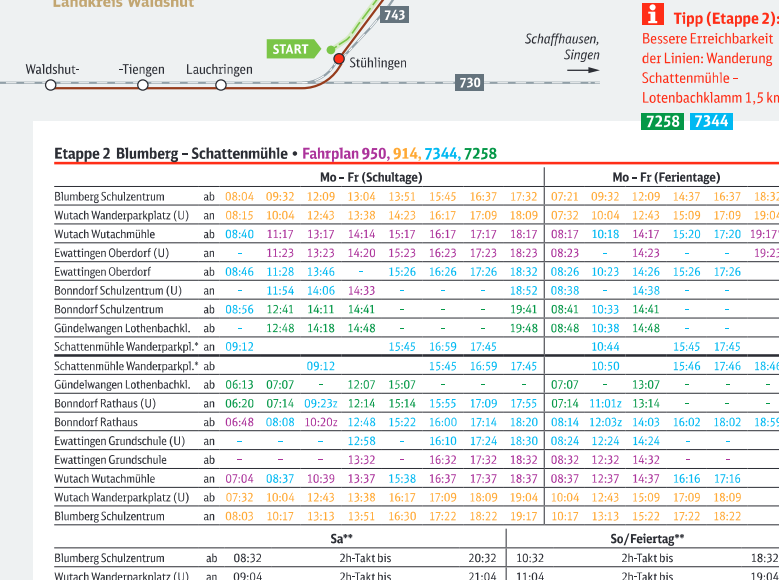 Landkreis Waldshut
743
START
Schaffhausen,
Singen
Waldshut-
-Tiengen
Lauchringen
Stühlingen
730
i Tipp (Etappe 2):
Bessere Erreichbarkeit
der Linien: Wanderung
Schattenmühle –
Lotenbachklamm 1,5 km
7258 7344
Etappe 2 Blumberg – Schattenmühle • Fahrplan 950, 914, 7344, 7258
Mo – Fr (Schultage) Mo – Fr (Ferientage)
Blumberg Schulzentrum ab 08:04 09:32 12:09 13:04 13:51 15:45 16:37 17:32 07:21 09:32 12:09 14:37 16:37 18:32
Wutach Wanderparkplatz (U) an 08:15 10:04 12:43 13:38 14:23 16:17 17:09 18:09 07:32 10:04 12:43 15:09 17:09 19:04
Wutach Wutachmühle ab 08:40 11:17 13:17 14:14 15:17 16:17 17:17 18:17 08:17 10:18 14:17 15:20 17:20 19:17
Ewattingen Oberdorf (U) an – 11:23 13:23 14:20 15:23 16:23 17:23 18:23 08:23 – 14:23 – – 19:23
Ewattingen Oberdorf ab 08:46 11:28 13:46 – 15:26 16:26 17:26 18:32 08:26 10:23 14:26 15:26 17:26
Bonndorf Schulzentrum (U) an – 11:54 14:06 14:33 – – – 18:52 08:38 – 14:38 – –
Bonndorf Schulzentrum ab 08:56 12:41 14:11 14:41 19:41 08:41 10:33 14:41
Gündelwangen Lothenbachkl. ab – 12:48 14:18 14:48 – – – 19:48 08:48 10:38 14:48 – –
Schattenmühle Wanderparkpl.* an 09:12 15:45 16:59 17:45 10:44 15:45 17:45
Schattenmühle Wanderparkpl.* ab 09:12 15:45 16:59 17:45 10:50 15:46 17:46 18:46
Gündelwangen Lothenbachkl. ab 06:13 07:07 – 12:07 15:07 – – – 07:07 – 13:07 – –
Bonndorf Rathaus (U) an 06:20 07:14 09:23z 12:14 15:14 15:55 17:09 17:55 07:14 11:01z 13:14 – – –
Bonndorf Rathaus ab 06:48 08:08 10:20z 12:48 15:22 16:00 17:14 18:20 08:14 12:03z 14:03 16:02 18:02 18:59
Ewattingen Grundschule (U) an – – – 12:58 – 16:10 17:24 18:30 08:24 12:24 14:24 – –
Ewattingen Grundschule ab – – – 13:32 – 16:32 17:32 18:32 08:32 12:32 14:32 – –
Wutach Wutachmühle an 07:04 08:37 10:39 13:37 15:38 16:37 17:37 18:37 08:37 12:37 14:37 16:16 17:16
Wutach Wanderparkplatz (U) ab 07:32 10:04 12:43 13:38 16:17 17:09 18:09 19:04 10:04 12:43 15:09 17:09 18:09
Blumberg Schulzentrum an 08:03 10:17 13:13 13:51 16:30 17:22 18:22 19:17 10:17 13:13 15:22 17:22 18:22
Sa** So/Feiertag**
Blumberg Schulzentrum ab 08:32 2h-Takt bis 20:32 10:32 2h-Takt bis 18:32
Wutach Wanderparkplatz (U) an 09:04 2h-Takt bis 21:04 11:04 2h-Takt bis 19:04